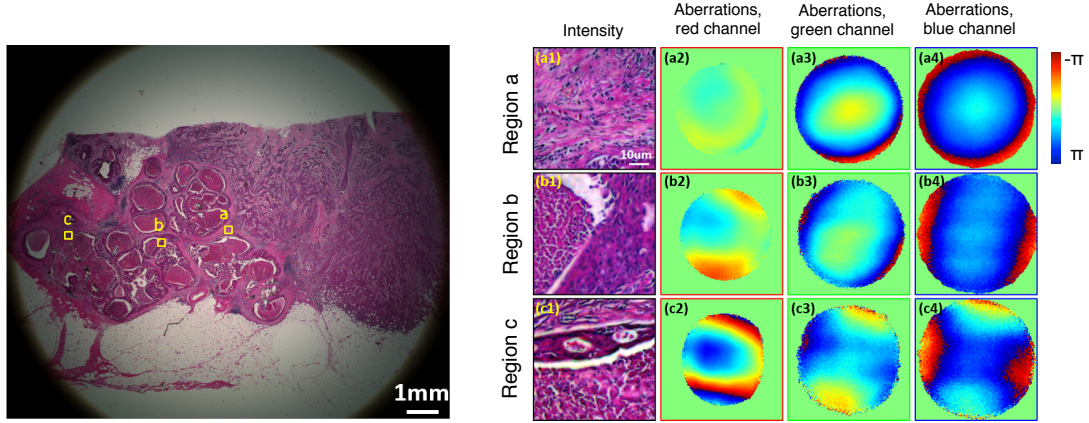 Intensity
Aberrations,
red channel
Aberrations,
green channel
Aberrations,
blue channel
Region a
(a1)
10um
(a2)
(a3)
(a4)
-π
π
Region b
(b1)
(b2)
(b3)
(b4)
Region c
(c1)
(c2)
(c3)
(c4)
a
b
c
1mm